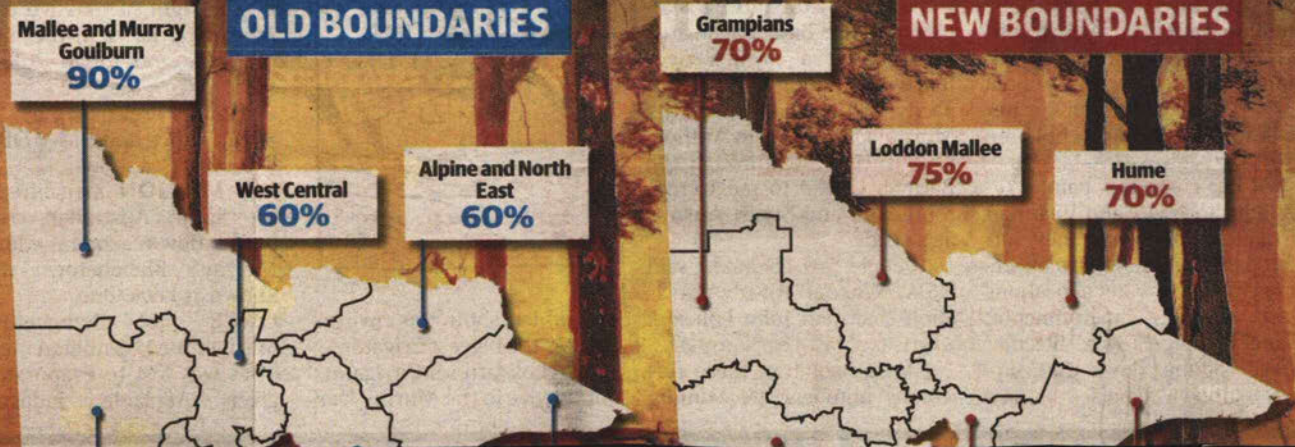 OLD BOUNDARIES
Mallee and Murray
Goulburn
90%
West Central
60%
Alpine and North
East
60%
NEW BOUNDARIES
Grampians
70%
Loddon Mallee
75%
Hume
70%